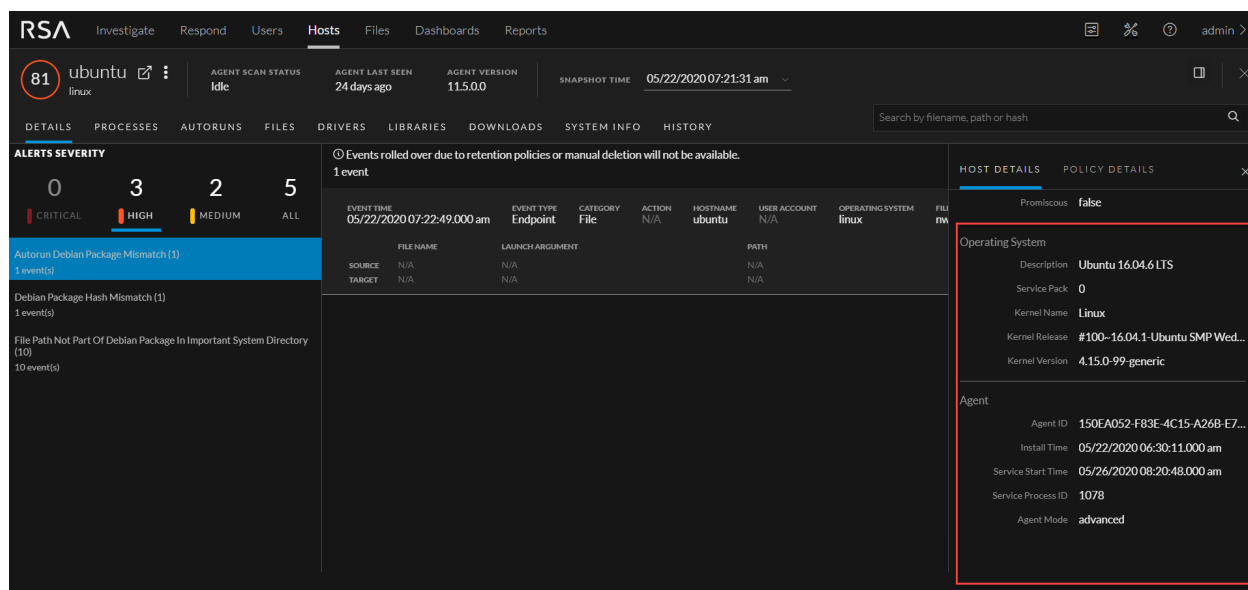 RSA Investigate Respond Users Hosts Files Dashboards Reports admin
81 ubuntu
linux
AGENT SCAN STATUS
Idle
AGENT LAST SEEN
24 days ago
AGENT VERSION
11.5.0.0
SNAPSHOT TIME 05/22/2020 07:21:31 am
DETAILS PROCESSES AUTORUNS FILES DRIVERS LIBRARIES DOWNLOADS SYSTEM INFO HISTORY
Search by filename, path or hash
ALERTS SEVERITY
0 3 2 5
CRITICAL HIGH MEDIUM ALL
Autorun Debian Package Mismatch (1)
1 event(s)
Debian Package Hash Mismatch (1)
1 event(s)
File Path Not Part Of Debian Package In Important System Directory
(10)
10 event(s)
Events rolled over due to retention policies or manual deletion will not be available.
1 event
EVENT TIME EVENT TYPE CATEGORY ACTION HOSTNAME USER ACCOUNT OPERATING SYSTEM FIL
05/22/2020 07:22:49.000 am Endpoint File N/A ubuntu N/A linux nw
FILE NAME LAUNCH ARGUMENT PATH
SOURCE N/A N/A N/A
TARGET N/A N/A N/A
HOST DETAILS POLICY DETAILS
Promiscous false
Operating System
Description Ubuntu 16.04.6 LTS
Service Pack 0
Kernel Name Linux
Kernel Release #100~16.04.1-Ubuntu SMP Wed...
Kernel Version 4.15.0-99-generic
Agent
Agent ID 150EA052-F83E-4C15-A26B-E7...
Install Time 05/22/2020 06:30:11.000 am
Service Start Time 05/26/2020 08:20:48.000 am
Service Process ID 1078
Agent Mode advanced